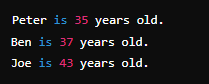 Peter is 35 years old.
Ben is 37 years old.
Joe is 43 years old.